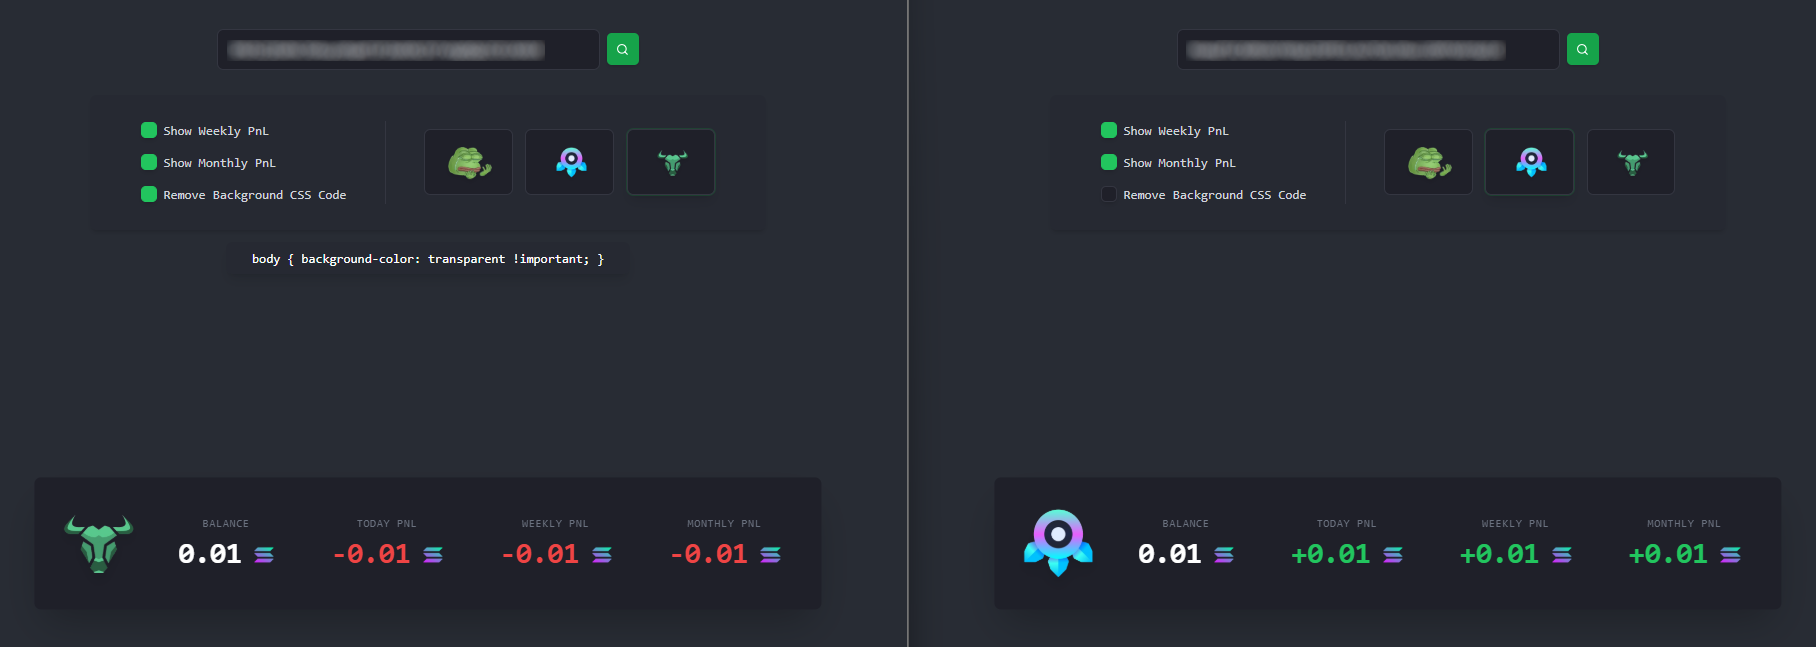 Show Weekly PnL
Show Monthly PnL
Remove Background CSS Code
body { background-color: transparent !important; }
BALANCE TODAY PNL WEEKLY PNL MONTHLY PNL
0.01 -0.01 -0.01 -0.01
Show Weekly PnL
Show Monthly PnL
Remove Background CSS Code
BALANCE TODAY PNL WEEKLY PNL MONTHLY PNL
0.01 +0.01 +0.01 +0.01